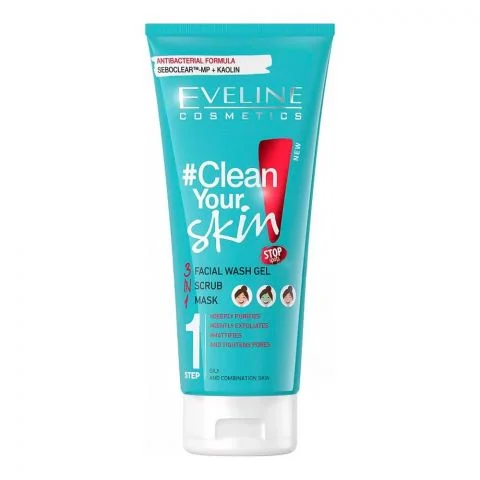 ANTIBACTERIAL FORMULA
SEBOCLEAR™-MP + KAOLIN
EVELINE
COSMETICS
NEW
#Clean
Your
skin!
STOP
3 IN 1
FACIAL WASH GEL
SCRUB
MASK
#DEEPLY PURIFIES
#GENTLY EXFOLIATES
#MATTIFIES
AND TIGHTENS PORES
1
STEP
OILY
AND COMBINATION SKIN